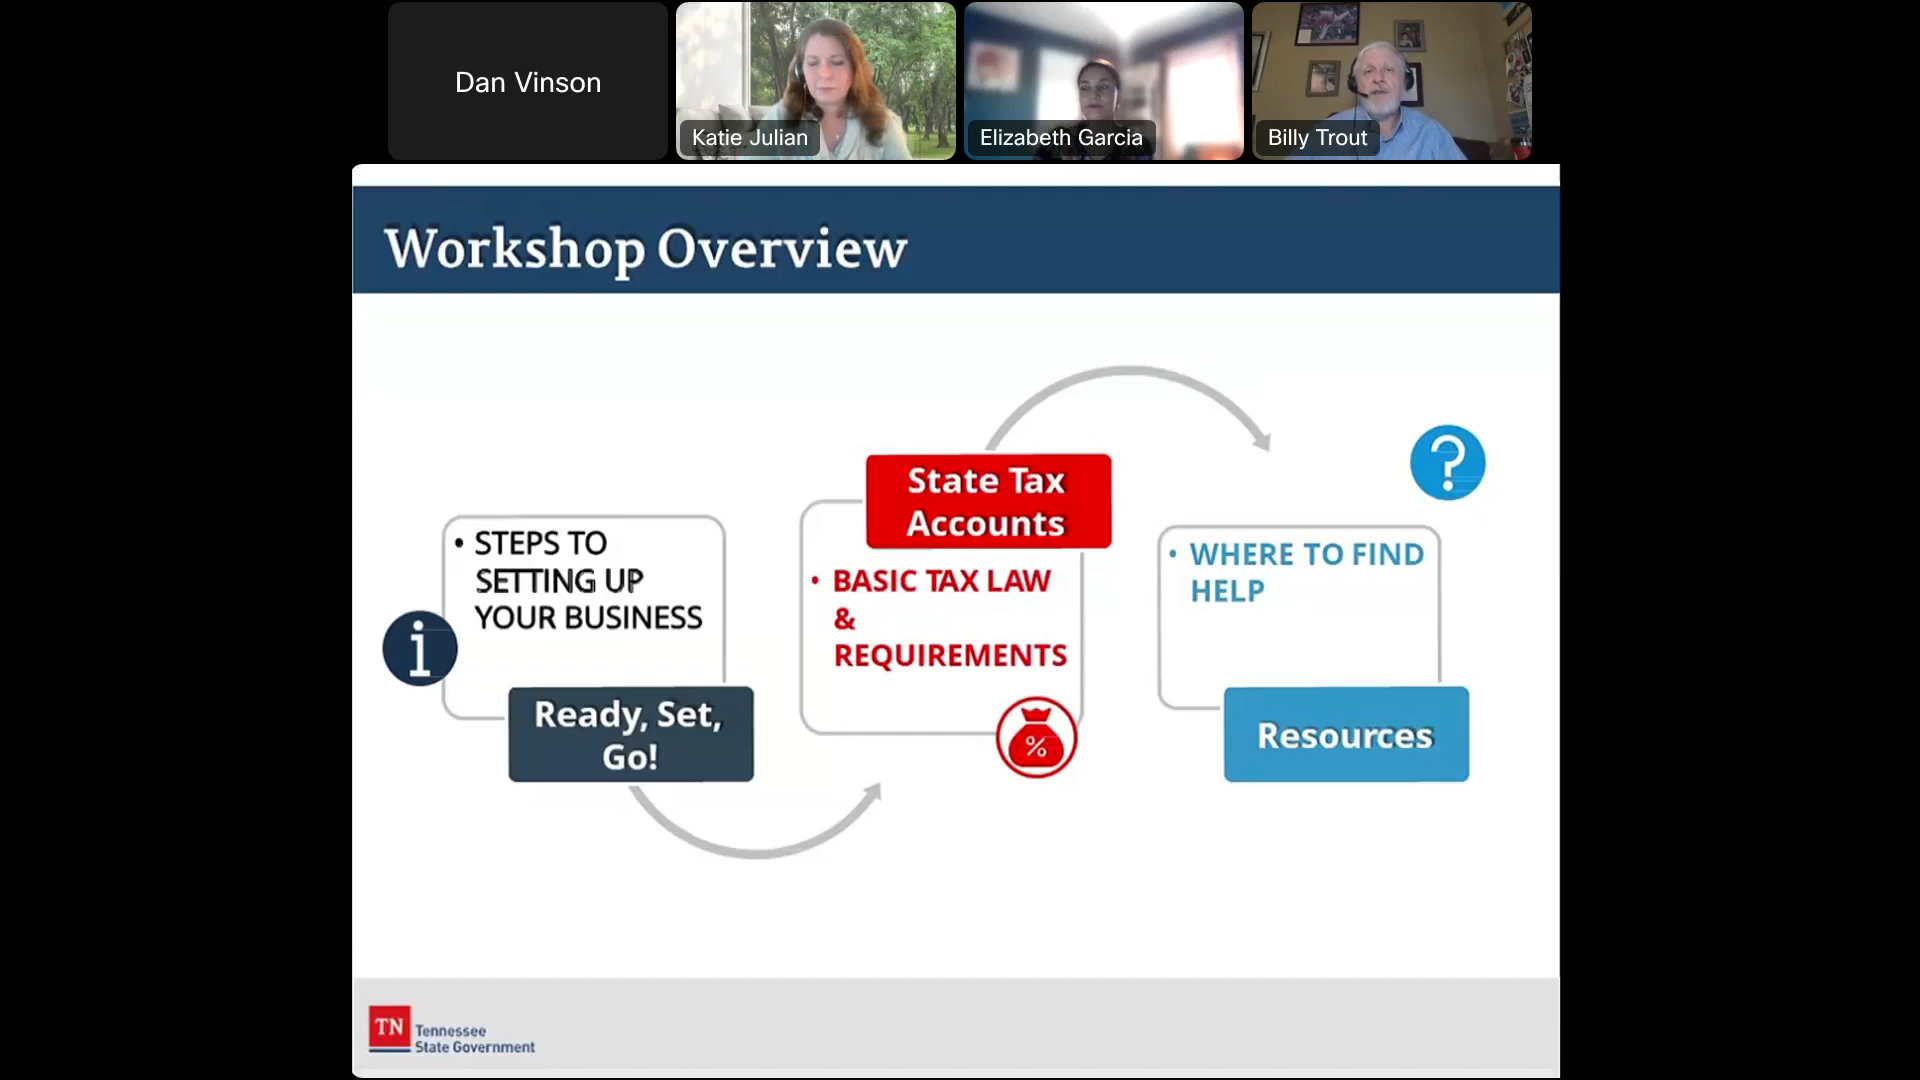 Dan Vinson
Katie Julian
Elizabeth Garcia
Billy Trout
Workshop Overview
• STEPS TO
SETTING UP
YOUR BUSINESS
Ready, Set,
Go!
State Tax
Accounts
• BASIC TAX LAW
&
REQUIREMENTS
%
?
• WHERE TO FIND
HELP
Resources
i
TN
Tennessee
State Government